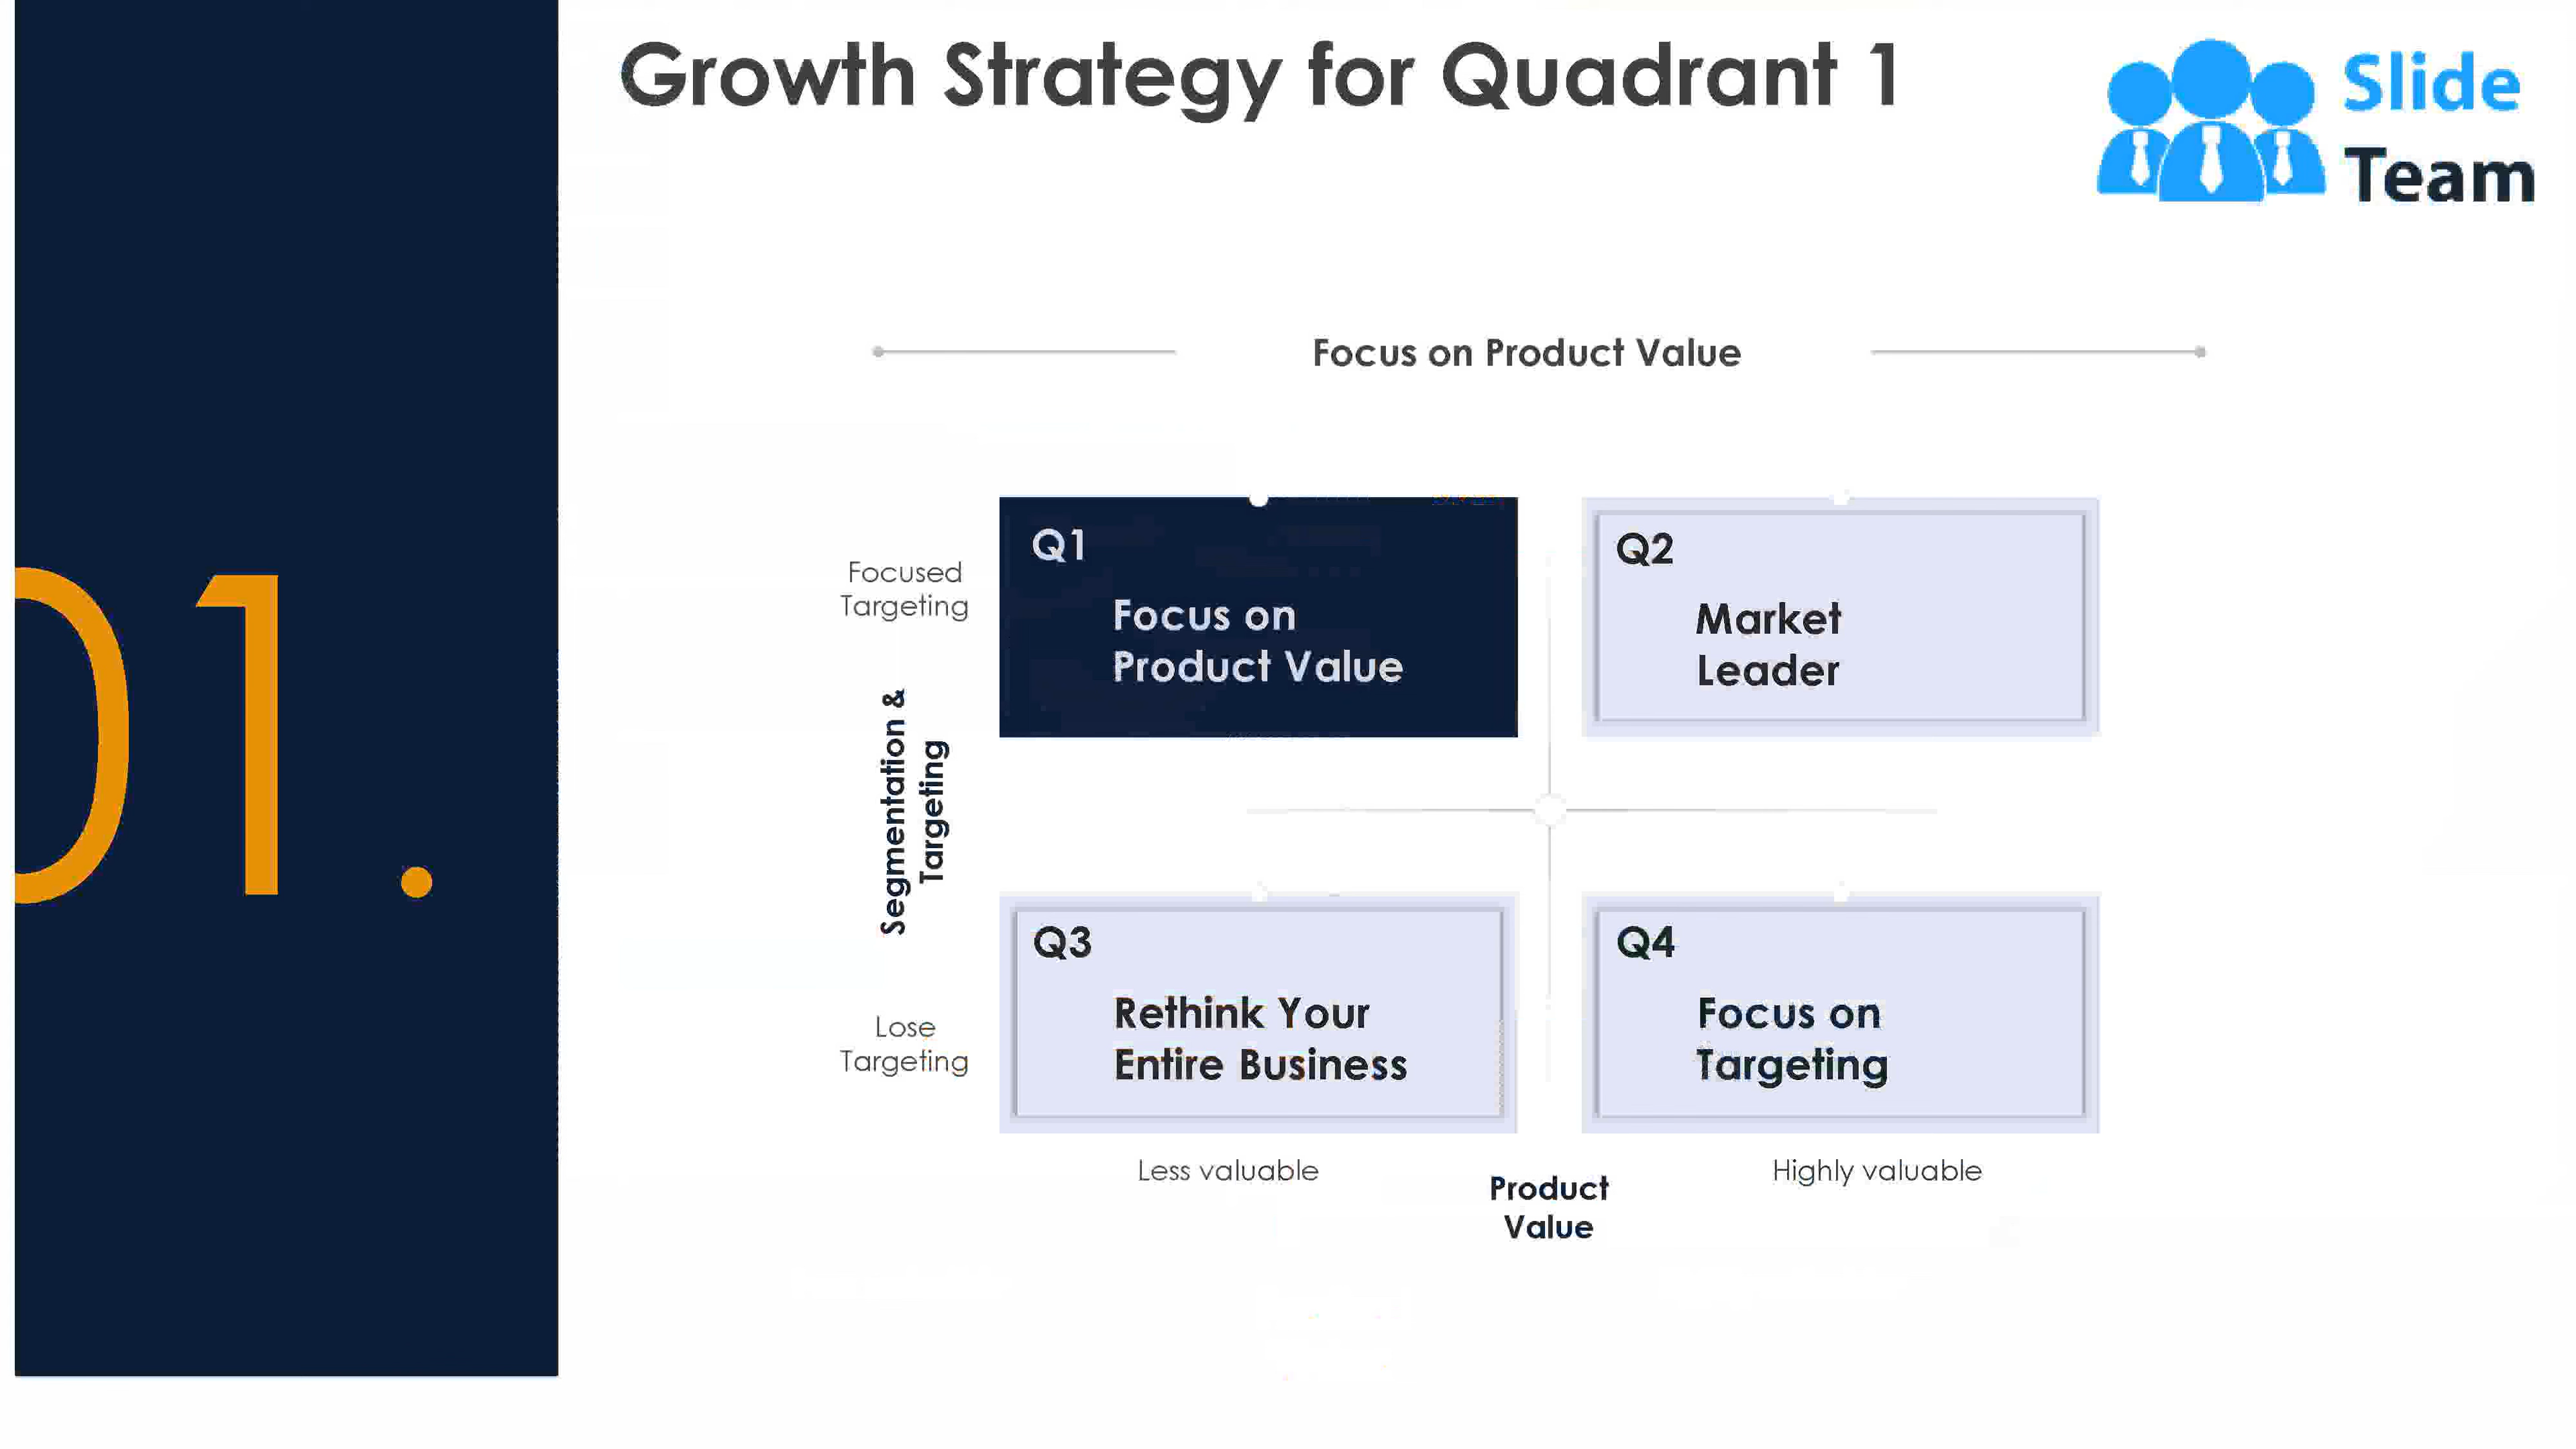 Growth Strategy for Quadrant 1
Slide
Team
01.
Focus on Product Value
Focused
Targeting
Segmentation &
Targeting
Lose
Targeting
Q1
Focus on
Product Value
Q2
Market
Leader
Q3
Rethink Your
Entire Business
Q4
Focus on
Targeting
Less valuable
Product
Value
Highly valuable